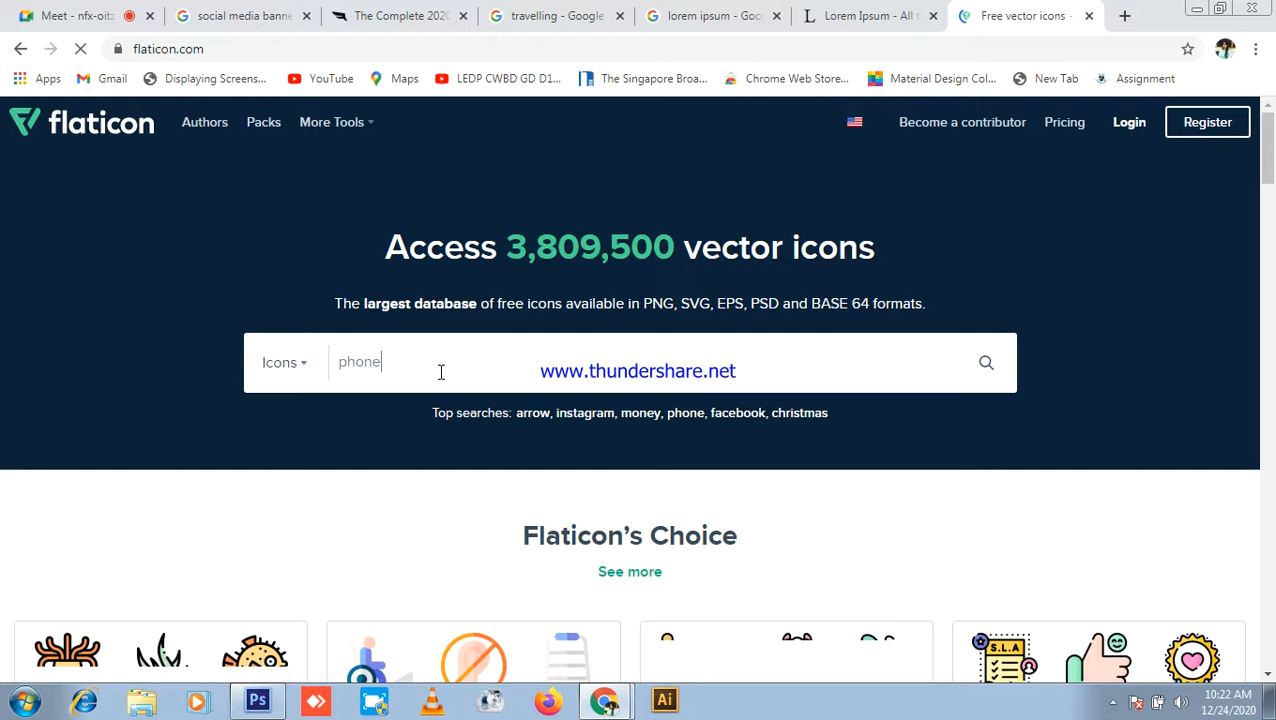 Meet - nfx-oitz
social media banne
The Complete 2020
travelling - Google
lorem ipsum - Goo
Lorem Ipsum - All t
Free vector icons -
flaticon.com
Apps
Gmail
Displaying Screens...
YouTube
Maps
LEDP CWBD GD D1...
The Singapore Broa...
Chrome Web Store...
Material Design Col...
New Tab
Assignment
flaticon
Authors
Packs
More Tools
Become a contributor
Pricing
Login
Register
Access 3,809,500 vector icons
The largest database of free icons available in PNG, SVG, EPS, PSD and BASE 64 formats.
Icons
phone
www.thundershare.net
Top searches: arrow, instagram, money, phone, facebook, christmas
Flaticon's Choice
See more
S.L.A
Ps
Ai
10:22 AM
12/24/2020